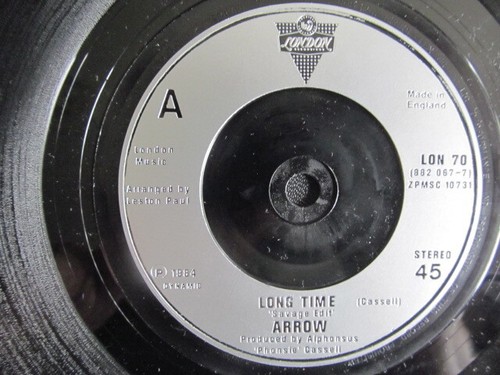 LONDON
A
Made in
England
London
Music
LON 70
(882 067-7)
ZPMSC 10731
Arranged by
Leston Paul
STEREO
45
(P) 1984
DYNAMIC
LONG TIME (Cassell)
"Savage Edit"
ARROW
Produced by Alphonsus
"Phonsie" Cassell